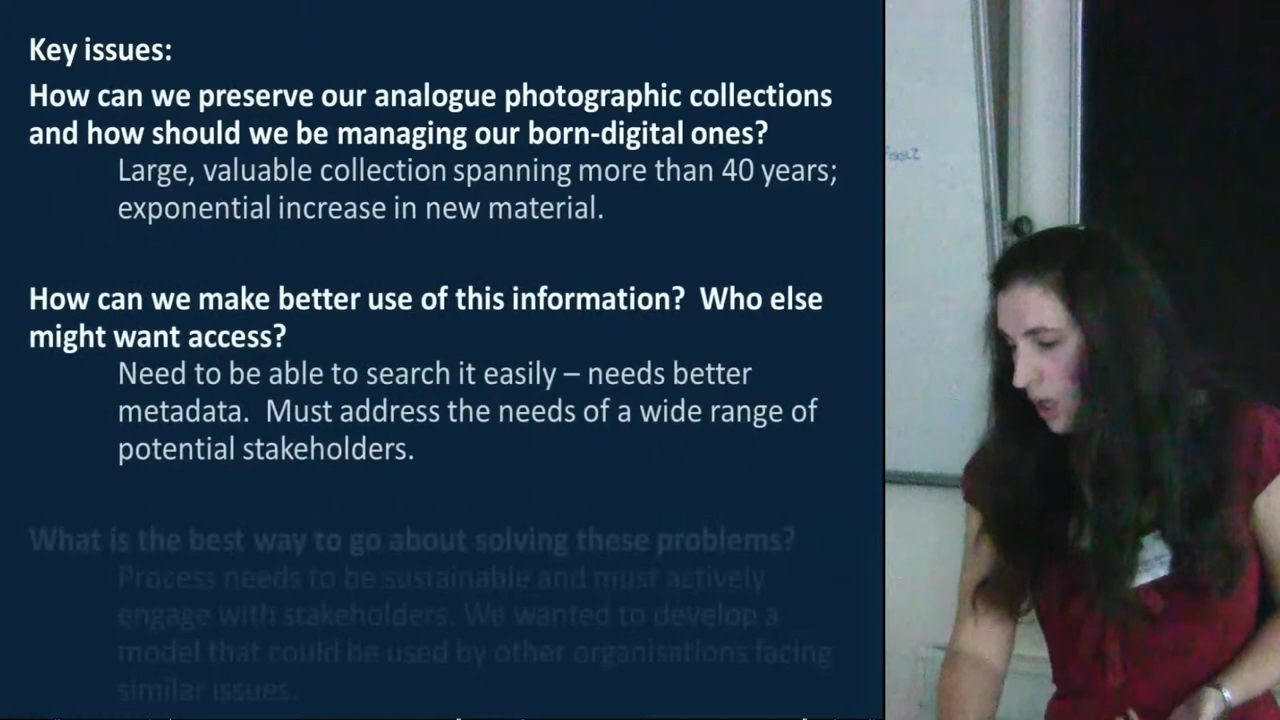 Key issues:
How can we preserve our analogue photographic collections
and how should we be managing our born-digital ones?
Large, valuable collection spanning more than 40 years;
exponential increase in new material.
How can we make better use of this information?  Who else
might want access?
Need to be able to search it easily – needs better
metadata.  Must address the needs of a wide range of
potential stakeholders.
What is the best way to go about solving these problems?
Process needs to be sustainable and must actively
engage with stakeholders. We wanted to develop a
model that could be used by other organisations facing
similar issues.